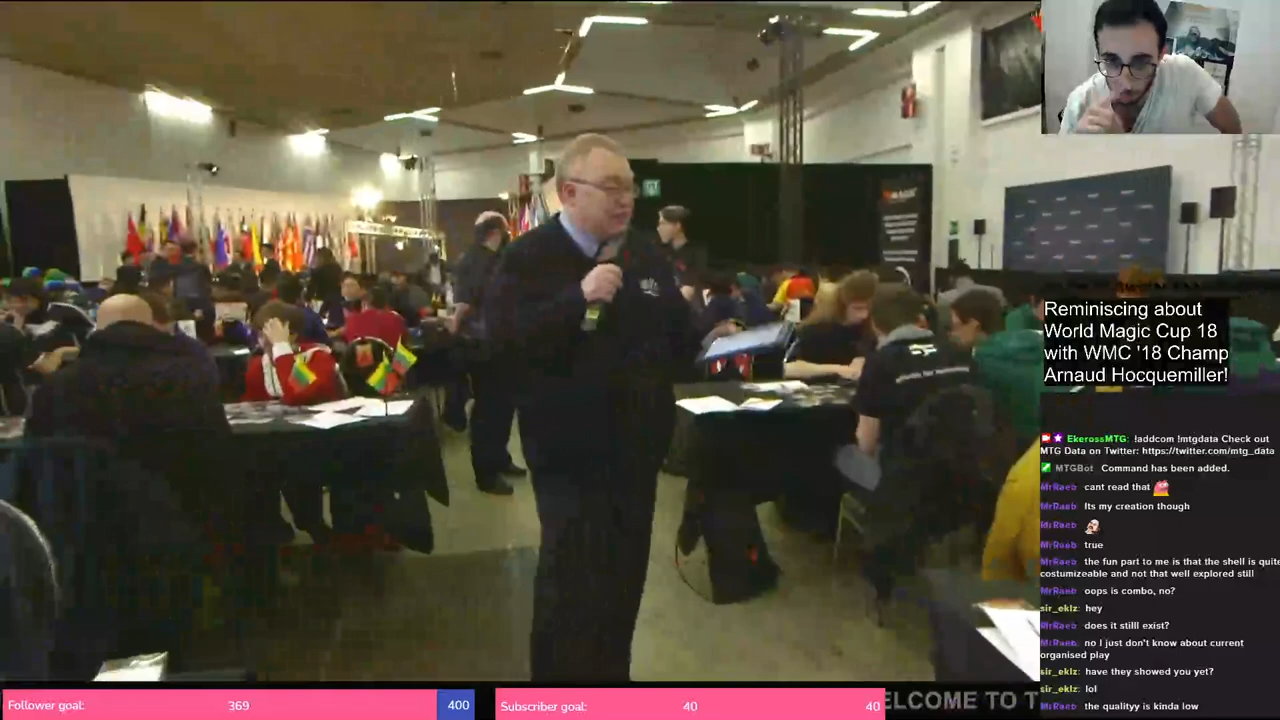 Reminiscing about
World Magic Cup 18
with WMC '18 Champ
Arnaud Hocquemiller!
EkerossMTG: !addcom !mtgdata Check out
MTG Data on Twitter: https://twitter.com/mtg_data
MTGBot Command has been added.
MrRaeb cant read that
MrRaeb Its my creation though
MrRaeb
MrRaeb true
MrRaeb the fun part to me is that the shell is quite
costumizeable and not that well explored still
MrRaeb oops is combo, no?
sir_eklz: hey
MrRaeb does it stilll exist?
MrRaeb no I just don't know about current
organised play
sir_eklz: have they showed you yet?
sir_eklz: lol
MrRaeb the qualityy is kinda low
Follower goal: 369 400
Subscriber goal: 40 40
ELCOME TO T